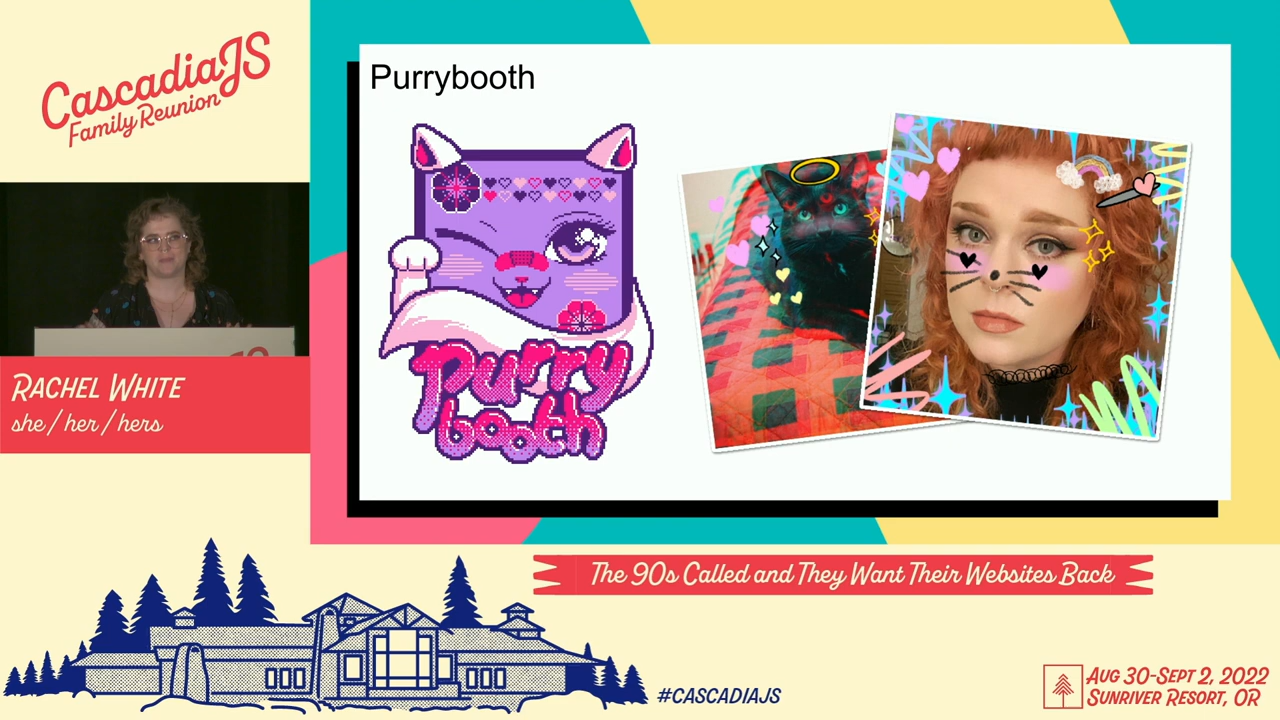 CascadiaJS
Family Reunion
Rachel White
she / her / hers
Purrybooth
Purry
booth
The 90s Called and They Want Their Websites Back
#CASCADIAJS
Aug 30-Sept 2, 2022
Sunriver Resort, OR